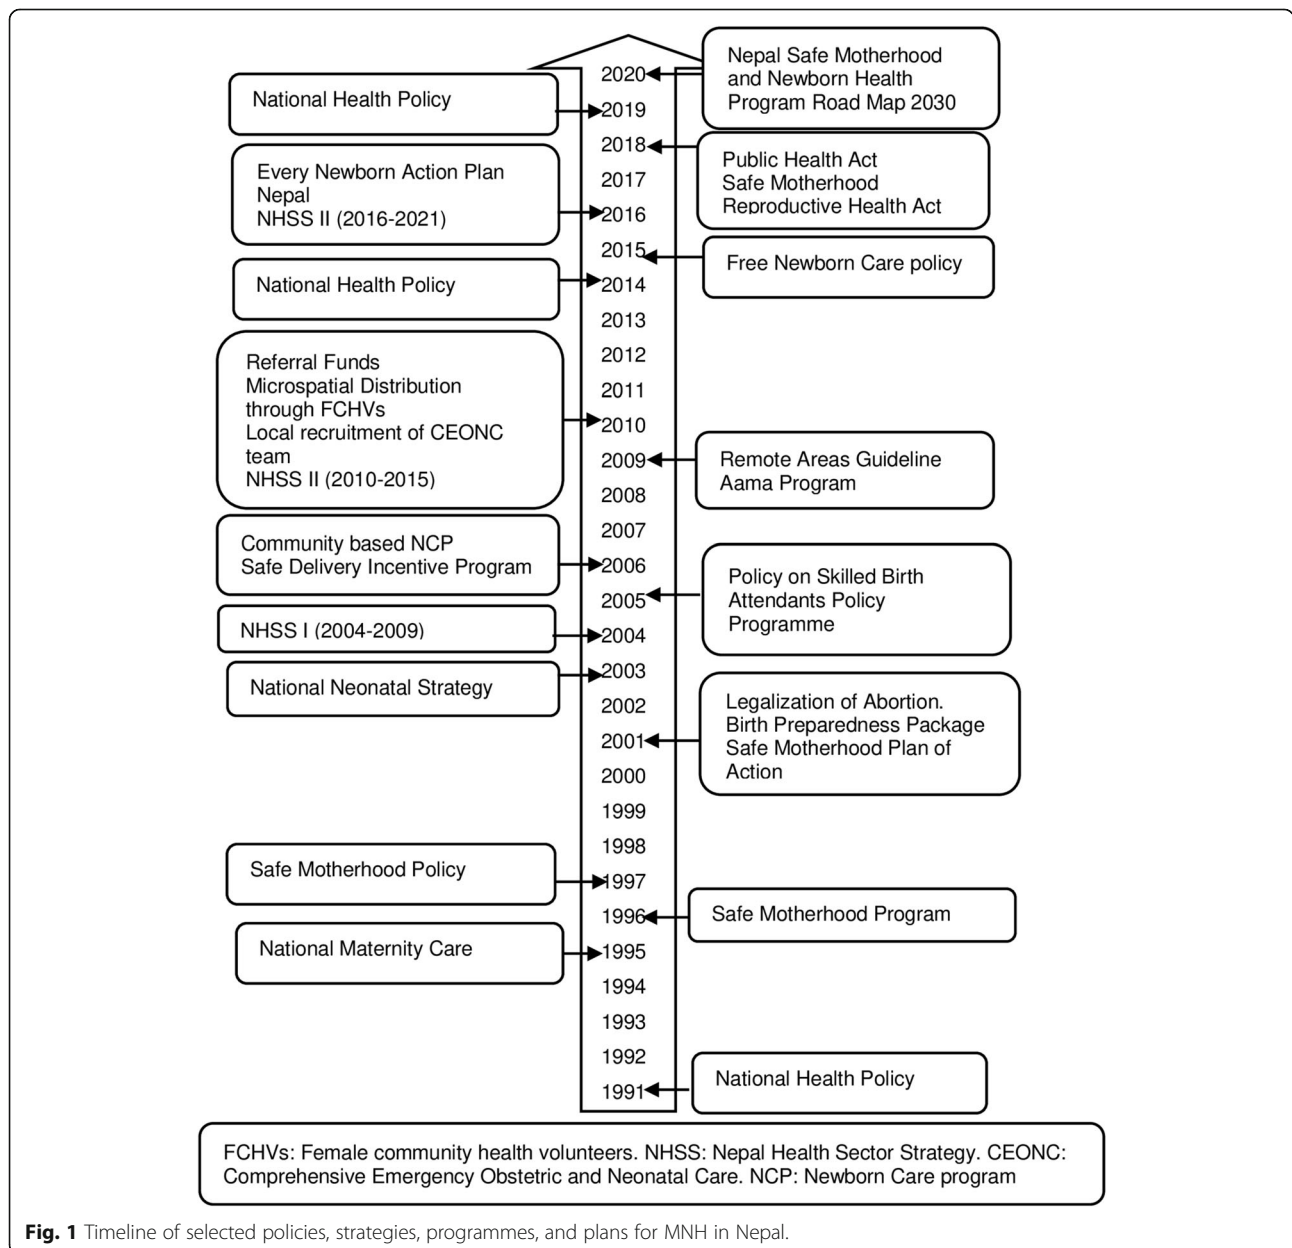 Nepal Safe Motherhood
and Newborn Health
Program Road Map 2030
National Health Policy
Public Health Act
Safe Motherhood
Reproductive Health Act
Every Newborn Action Plan
Nepal
NHSS II (2016-2021)
Free Newborn Care policy
National Health Policy
Referral Funds
Microspatial Distribution
through FCHVs
Local recruitment of CEONC
team
NHSS II (2010-2015)
Remote Areas Guideline
Aama Program
Community based NCP
Safe Delivery Incentive Program
Policy on Skilled Birth
Attendants Policy
Programme
NHSS I (2004-2009)
National Neonatal Strategy
Legalization of Abortion.
Birth Preparedness Package
Safe Motherhood Plan of
Action
Safe Motherhood Policy
Safe Motherhood Program
National Maternity Care
National Health Policy
2020
2019
2018
2017
2016
2015
2014
2013
2012
2011
2010
2009
2008
2007
2006
2005
2004
2003
2002
2001
2000
1999
1998
1997
1996
1995
1994
1993
1992
1991
FCHVs: Female community health volunteers. NHSS: Nepal Health Sector Strategy. CEONC:
Comprehensive Emergency Obstetric and Neonatal Care. NCP: Newborn Care program
Fig. 1 Timeline of selected policies, strategies, programmes, and plans for MNH in Nepal.